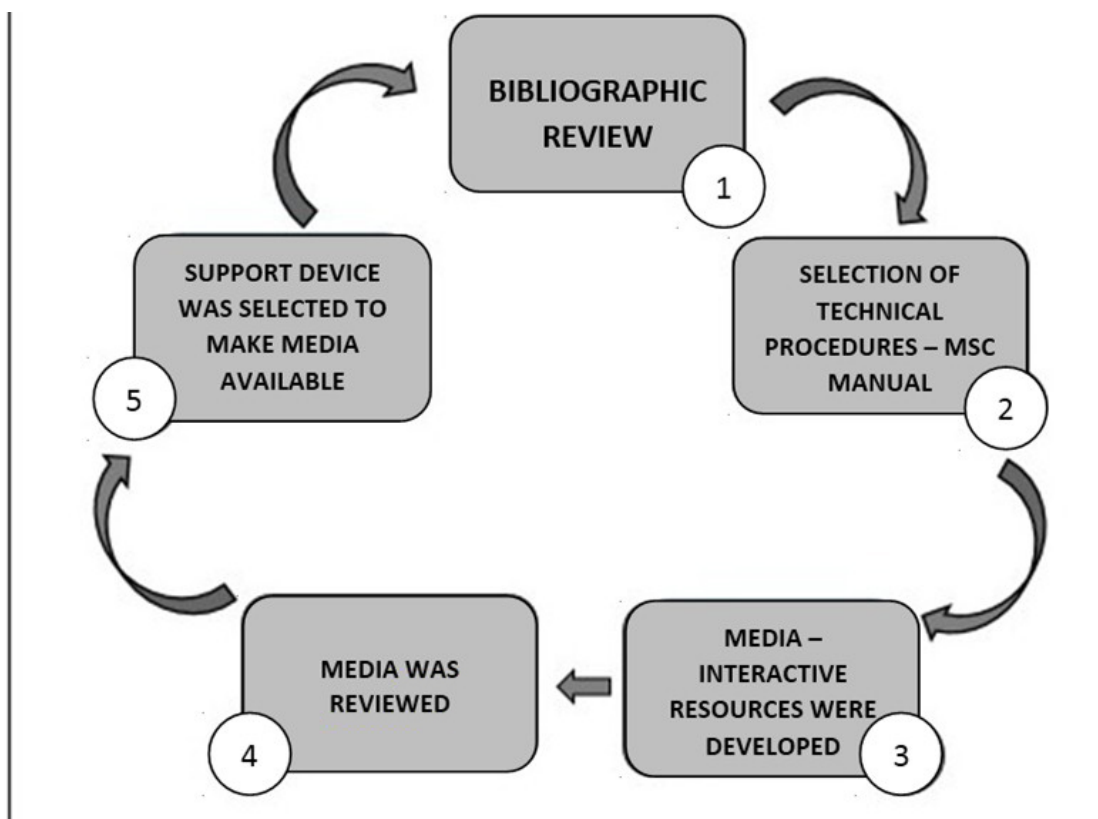 BIBLIOGRAPHIC
REVIEW
1
SELECTION OF
TECHNICAL
PROCEDURES – MSC
MANUAL
2
MEDIA –
INTERACTIVE
RESOURCES WERE
DEVELOPED
3
MEDIA WAS
REVIEWED
4
SUPPORT DEVICE
WAS SELECTED TO
MAKE MEDIA
AVAILABLE
5